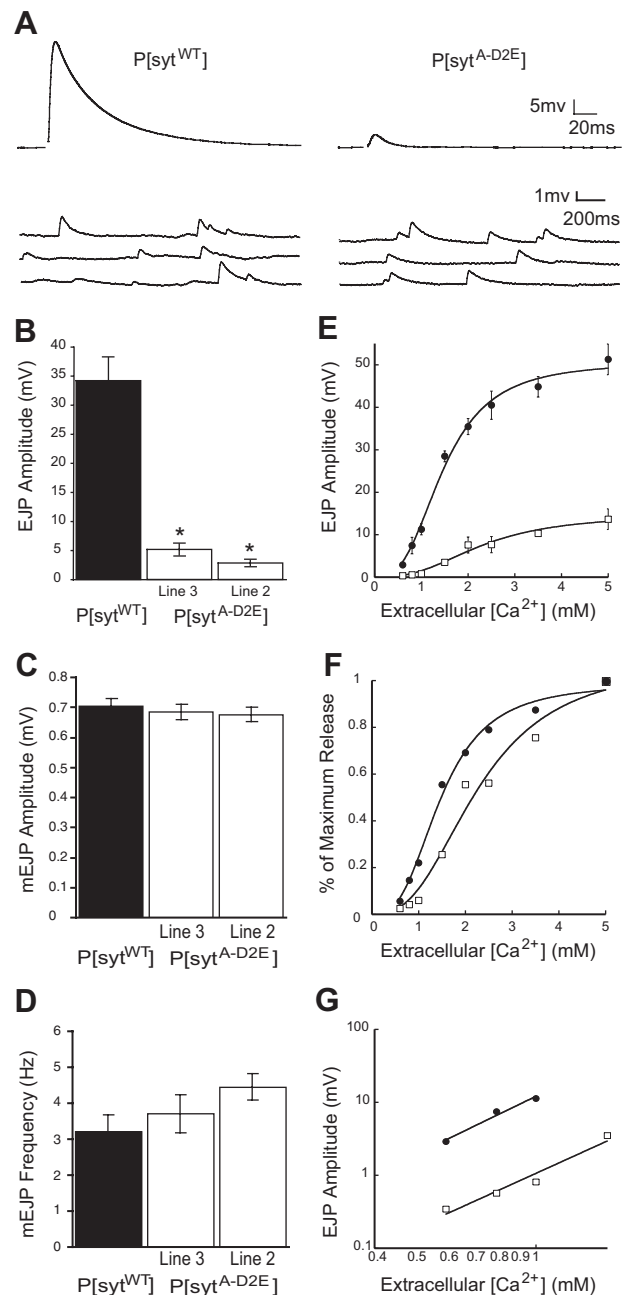 A
P[syt^WT]
P[syt^A-D2E]
5mv
20ms
1mv
200ms
B
EJP Amplitude (mV)
40
35
30
25
20
15
10
5
0
*
*
Line 3
Line 2
P[syt^WT]
P[syt^A-D2E]
E
EJP Amplitude (mV)
50
40
30
20
10
0
0 1 2 3 4 5
Extracellular [Ca2+] (mM)
C
mEJP Amplitude (mV)
0.8
0.7
0.6
0.5
0.4
0.3
0.2
0.1
0
Line 3
Line 2
P[syt^WT]
P[syt^A-D2E]
F
% of Maximum Release
1
0.8
0.6
0.4
0.2
0
0 1 2 3 4 5
Extracellular [Ca2+] (mM)
D
mEJP Frequency (Hz)
6
5
4
3
2
1
0
Line 3
Line 2
P[syt^WT]
P[syt^A-D2E]
G
EJP Amplitude (mV)
100
10
1
0.1
0.4 0.5 0.6 0.7 0.8 0.9 1
Extracellular [Ca2+] (mM)